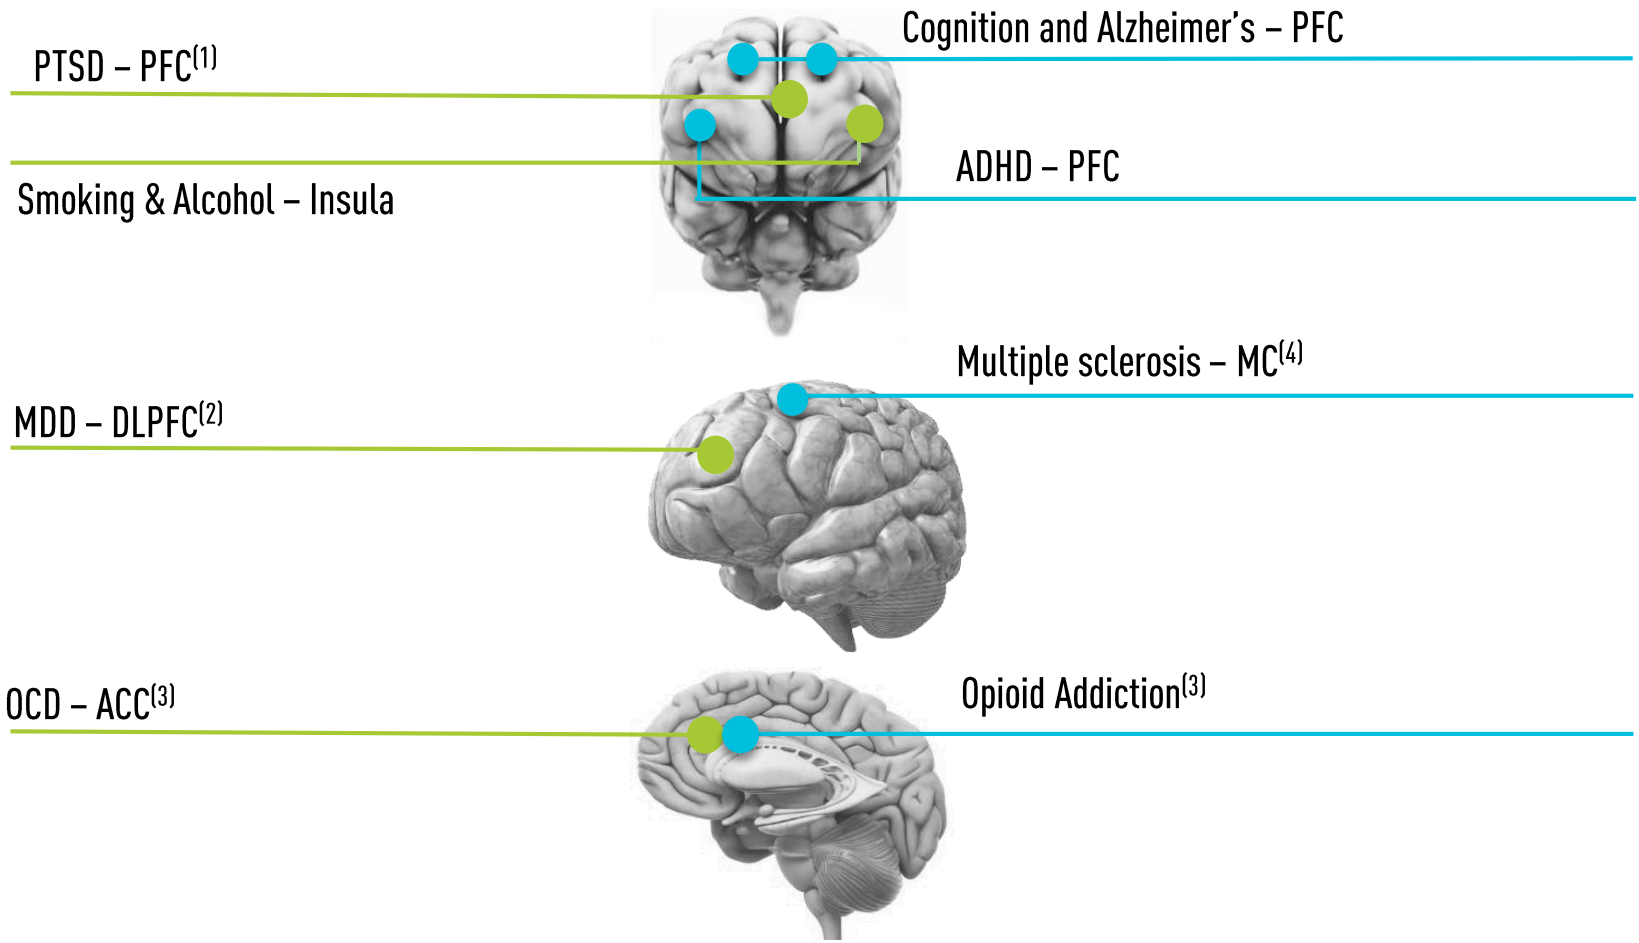 PTSD – PFC(1)
Cognition and Alzheimer’s – PFC
ADHD – PFC
Smoking & Alcohol – Insula
Multiple sclerosis – MC(4)
MDD – DLPFC(2)
OCD – ACC(3)
Opioid Addiction(3)